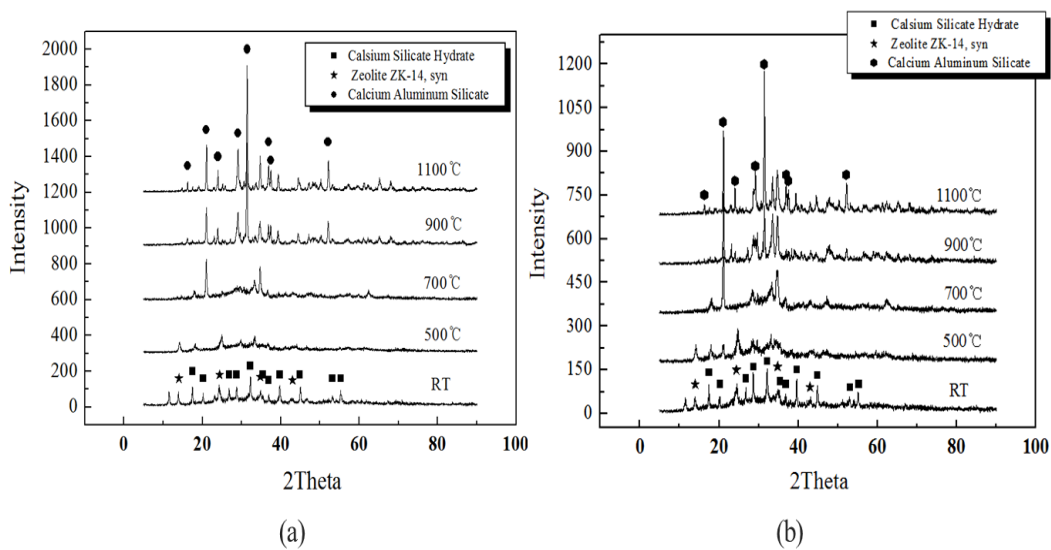 2000
1800
1600
1400
1200
1000
800
600
400
200
0
Intensity
Calsium Silicate Hydrate
Zeolite ZK-14, syn
Calcium Aluminum Silicate
1100℃
900℃
700℃
500℃
RT
0 20 40 60 80 100
2Theta
(a)
1200
1050
900
750
600
450
300
150
0
Intensity
Calsium Silicate Hydrate
Zeolite ZK-14, syn
Calcium Aluminum Silicate
1100℃
900℃
700℃
500℃
RT
0 20 40 60 80 100
2Theta
(b)